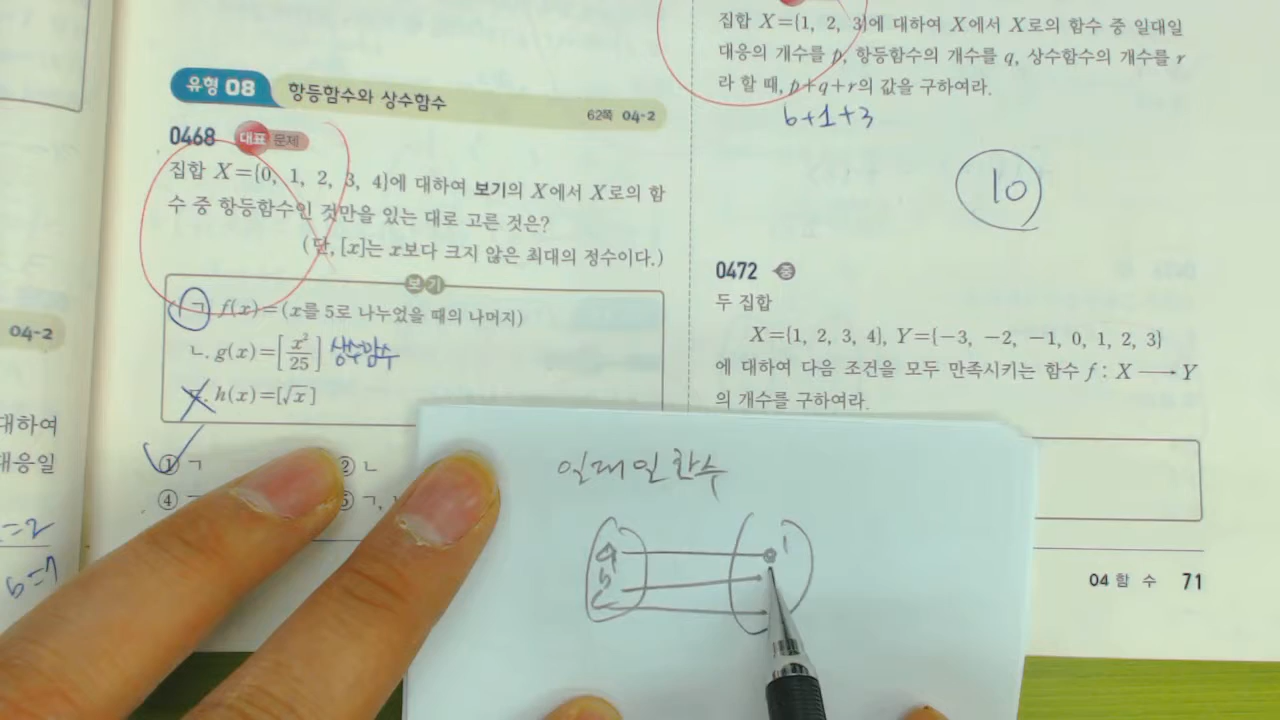 유형 08 항등함수와 상수함수 62쪽 04-2
0468 대표 문제
집합 X={0, 1, 2, 3, 4}에 대하여 보기의 X에서 X로의 함
수 중 항등함수인 것만을 있는 대로 고른 것은?
(단, [x]는 x보다 크지 않은 최대의 정수이다.)
보기
ㄱ. f(x)=(x를 5로 나누었을 때의 나머지)
ㄴ. g(x)=[x²/25] 상수함수
ㄷ. h(x)=[√x]
① ㄱ ② ㄴ
④ ⑤ ㄱ,
04-2
대하여
대응일
=2
b=7
집합 X={1, 2, 3}에 대하여 X에서 X로의 함수 중 일대일
대응의 개수를 p, 항등함수의 개수를 q, 상수함수의 개수를 r
라 할 때, p+q+r의 값을 구하여라.
6+1+3
10
0472 중
두 집합
X={1, 2, 3, 4}, Y={-3, -2, -1, 0, 1, 2, 3}
에 대하여 다음 조건을 모두 만족시키는 함수 f : X → Y
의 개수를 구하여라.
일대일함수
a 1
b
c
04 함 수 71